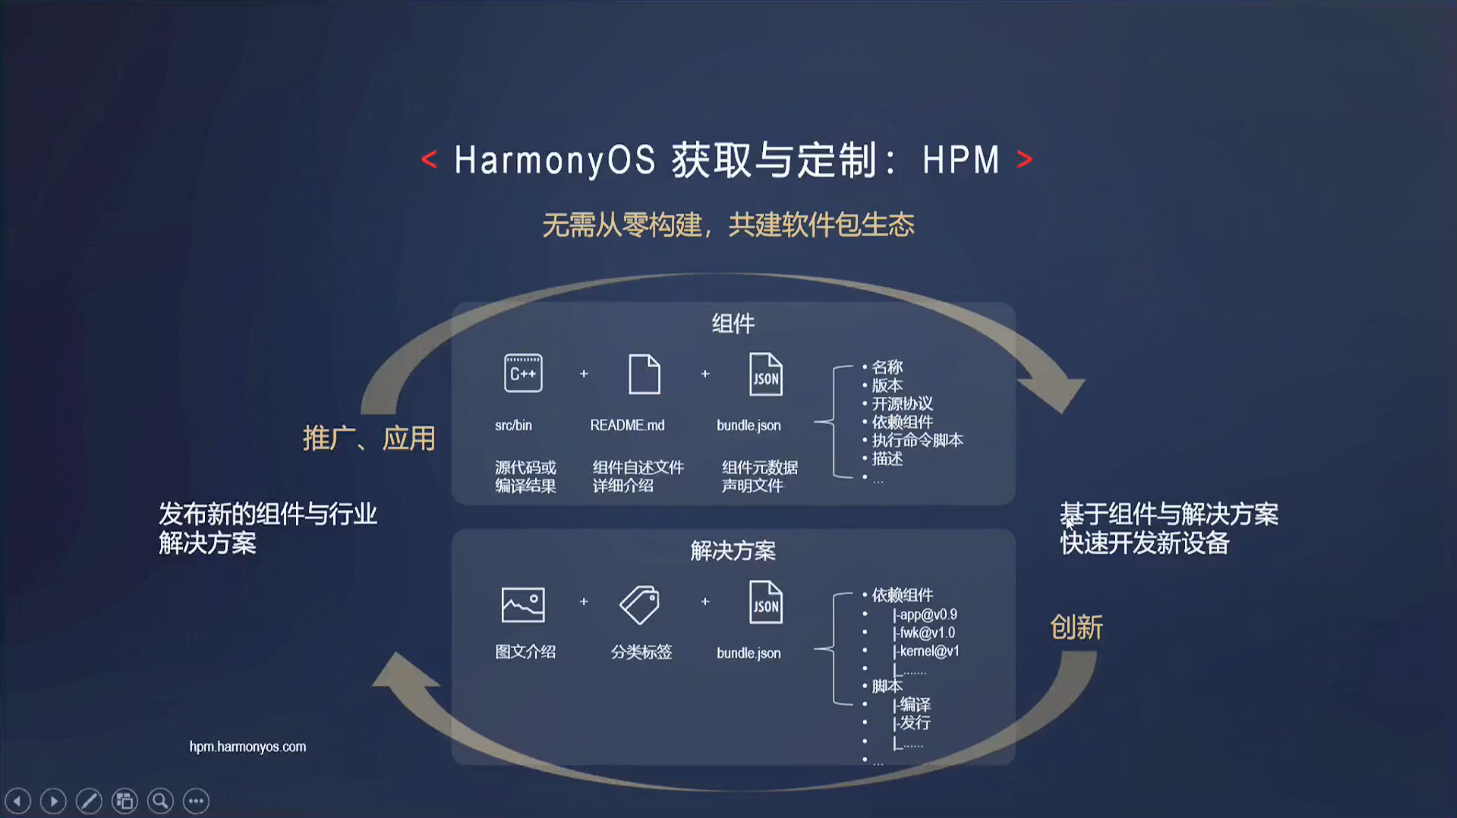 < HarmonyOS 获取与定制：HPM >
无需从零构建，共建软件包生态
组件
C++
+
+
JSON
src/bin
README.md
bundle.json
源代码或
编译结果
组件自述文件
详细介绍
组件元数据
声明文件
• 名称
• 版本
• 开源协议
• 依赖组件
• 执行命令脚本
• 描述
• ...
推广、应用
发布新的组件与行业
解决方案
基于组件与解决方案
快速开发新设备
创新
解决方案
+
+
JSON
图文介绍
分类标签
bundle.json
• 依赖组件
• |-app@v0.9
• |-fwk@v1.0
• |-kernel@v1
• |_.......
• 脚本
• |-编译
• |-发行
• |_......
• ...
hpm.harmonyos.com